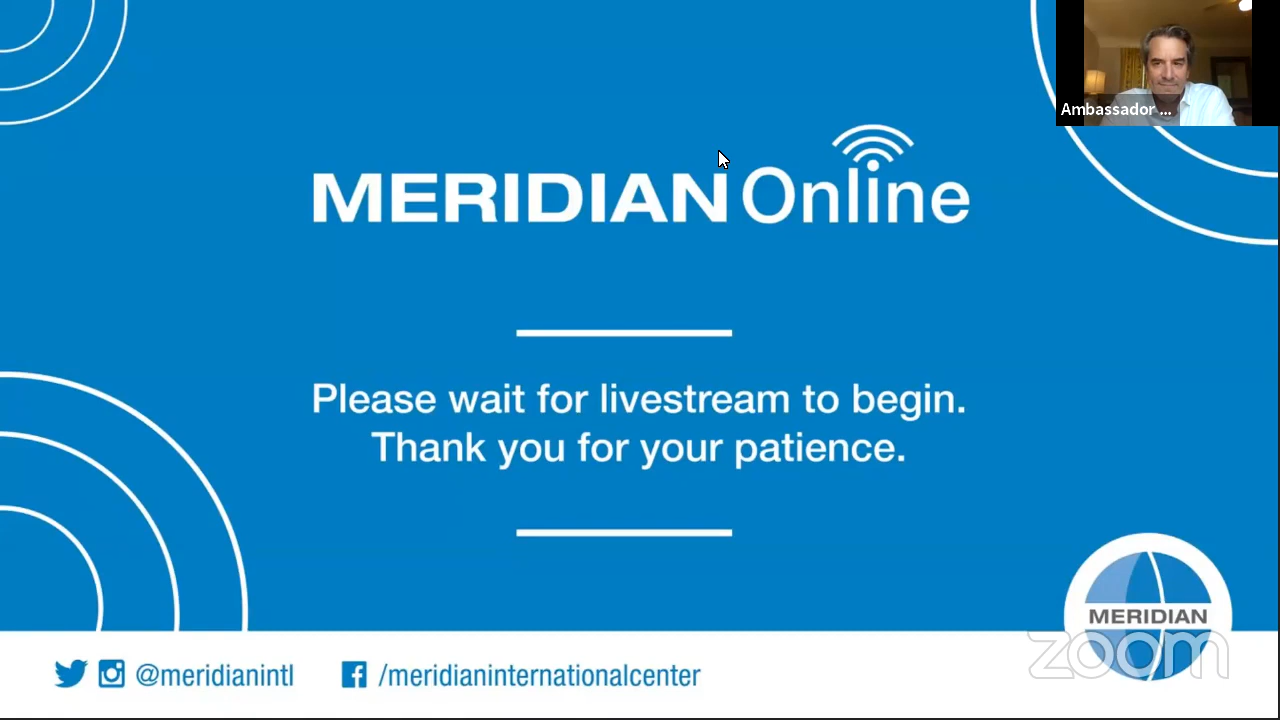 Ambassador ...
MERIDIAN Online
Please wait for livestream to begin.
Thank you for your patience.
MERIDIAN
zoom
@meridianintl
/meridianinternationalcenter